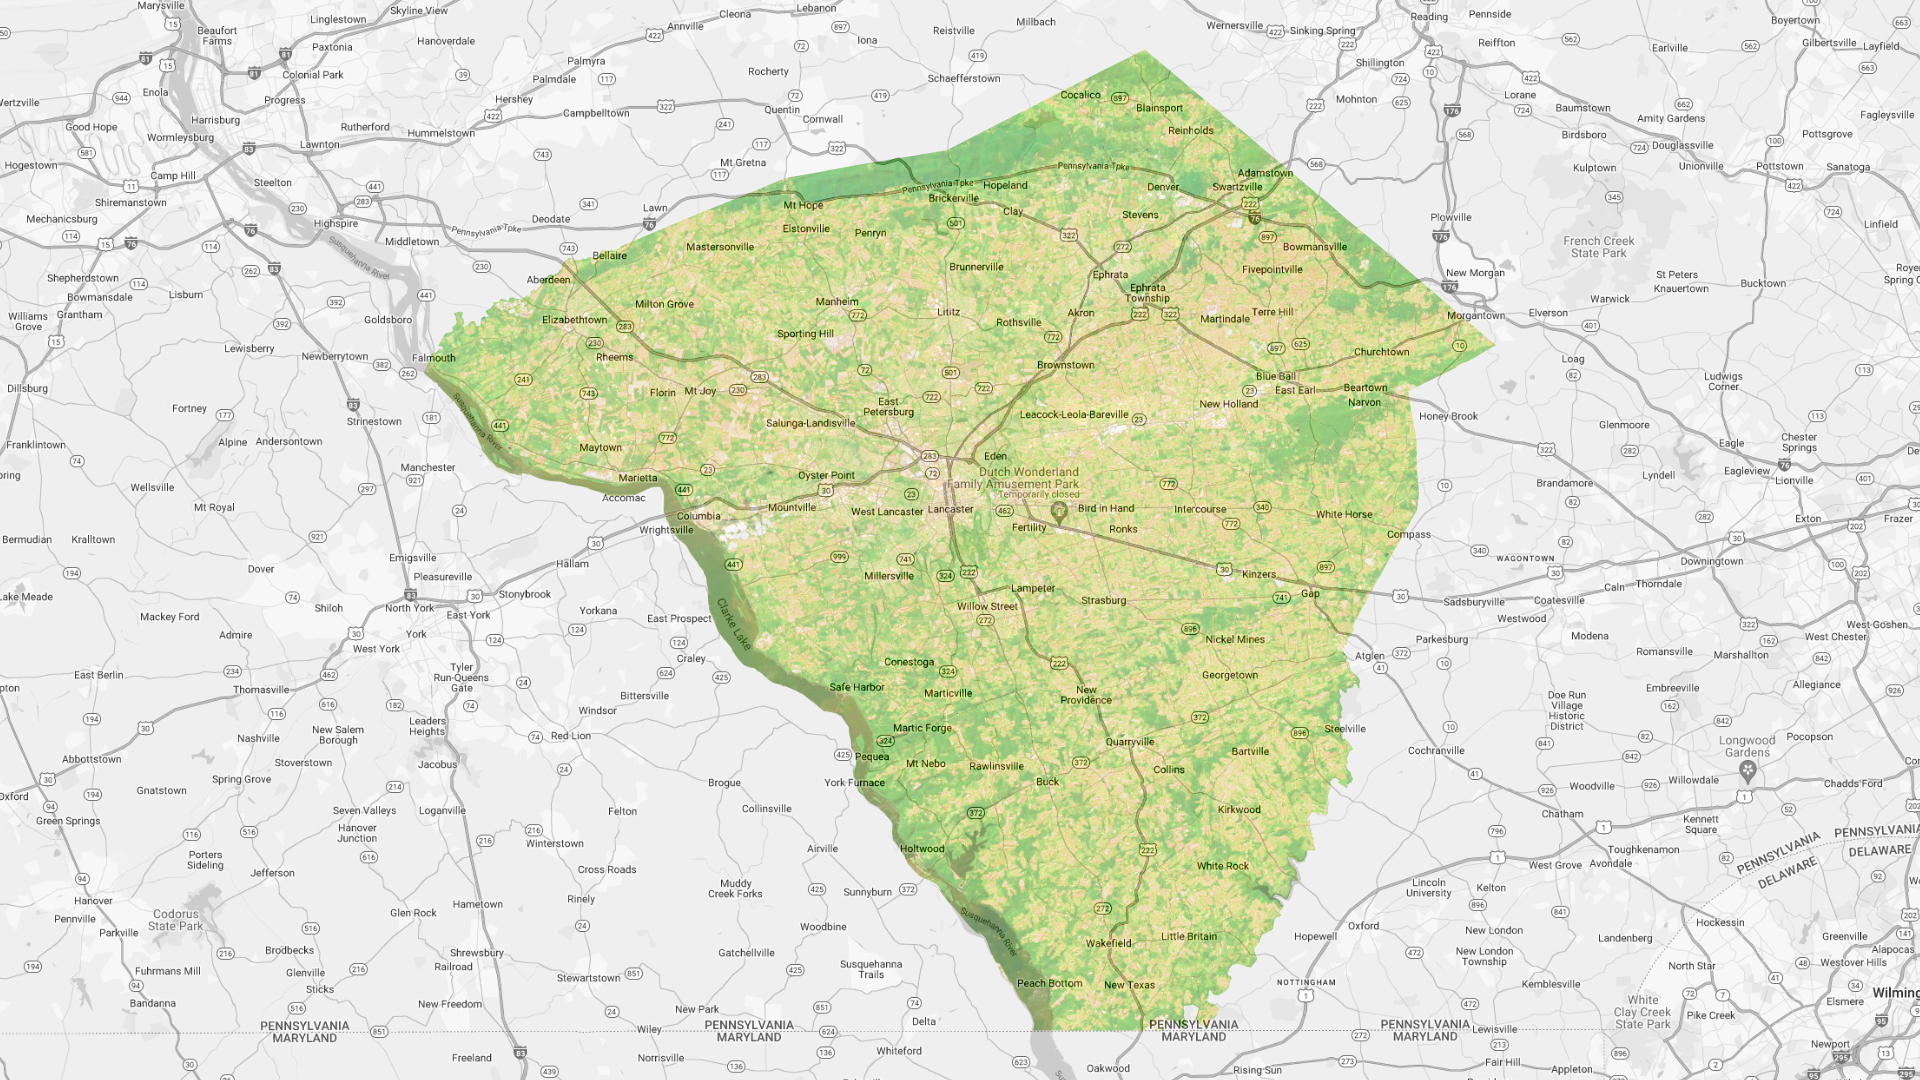 Marysville
Linglestown
Skyline View
Cleona
Lebanon
Annville
Iona
Reistville
Millbach
Wernersville
Sinking Spring
Reading
Pennside
Boyertown
Gilbertsville
Layfield
Beaufort
Farms
Paxtonia
Hanoverdale
Colonial Park
Palmyra
Palmdale
Rocherty
Schaefferstown
Shillington
Reiffton
Earlville
Enola
Progress
Hershey
Campbelltown
Quentin
Cornwall
Cocalico
Blainsport
Mohnton
Lorane
Baumstown
Amity Gardens
Fagleysville
Good Hope
Harrisburg
Wormleysburg
Rutherford
Hummelstown
Lawnton
Reinholds
Birdsboro
Douglassville
Pottsgrove
Hogestown
Camp Hill
Steelton
Mt Gretna
Pennsylvania Tpke
Hopeland
Pennsylvania-Tpke
Adamstown
Denver
Swartzville
Kulptown
Unionville
Pottstown
Sanatoga
Shiremanstown
Highspire
Deodate
Lawn
Mt Hope
Brickerville
Clay
Stevens
Plowville
Linfield
Mechanicsburg
Middletown
Pennsylvania-Tpke
Elstonville
Penryn
Bowmansville
French Creek
State Park
Susquehanna River
Bellaire
Mastersonville
Brunnerville
Ephrata
Fivepointville
New Morgan
St Peters
Knauertown
Bucktown
Shepherdstown
Bowmansdale
Lisburn
Aberdeen
Milton Grove
Manheim
Lititz
Akron
Ephrata
Township
Martindale
Terre Hill
Morgantown
Elverson
Warwick
Williams
Grove
Grantham
Goldsboro
Elizabethtown
Sporting Hill
Rothsville
Lewisberry
Newberrytown
Falmouth
Rheems
Brownstown
Churchtown
Loag
Dillsburg
Florin
Mt Joy
Blue Ball
East Earl
Beartown
Narvon
Ludwigs
Corner
Fortney
Strinestown
Susquehanna River
East
Petersburg
Leacock-Leola-Bareville
New Holland
Honey Brook
Glenmoore
Franklintown
Alpine
Andersontown
Salunga-Landisville
Maytown
Eagle
Chester
Springs
Manchester
Marietta
Accomac
Oyster Point
Eden
Dutch Wonderland
Family Amusement Park
Temporarily closed
Eagleview
Lionville
Lyndell
Brandamore
Wellsville
Mt Royal
Columbia
Wrightsville
Mountville
West Lancaster
Lancaster
Fertility
Bird in Hand
Ronks
Intercourse
White Horse
Compass
Exton
Frazer
Bermudian
Kralltown
Emigsville
Hallam
WAGONTOWN
Downingtown
Dover
Pleasureville
Millersville
Lampeter
Kinzers
Gap
Caln
Thorndale
Lake Meade
Mackey Ford
Shiloh
North York
East York
Stonybrook
Yorkana
Clarke Lake
Willow Street
Strasburg
Sadsburyville
Coatesville
Westwood
West Goshen
Admire
York
West York
East Prospect
Nickel Mines
Parkesburg
Modena
West Chester
East Berlin
Thomasville
Tyler
Run-Queens
Gate
Craley
Conestoga
Safe Harbor
Marticville
Georgetown
Atglen
Romansville
Marshallton
Bittersville
New
Providence
Embreeville
Allegiance
Leaders
Heights
Windsor
Red Lion
Martic Forge
Steelville
Doe Run
Village
Historic
District
Nashville
New Salem
Borough
Abbottstown
Stoverstown
Jacobus
Pequea
Mt Nebo
Rawlinsville
Quarryville
Bartville
Cochranville
Longwood
Gardens
Pocopson
Spring Grove
Gnatstown
Brogue
York Furnace
Buck
Collins
Willowdale
Chadds Ford
Oxford
Green Springs
Seven Valleys
Loganville
Felton
Collinsville
Kirkwood
Woodville
Chatham
Kennett
Square
Hanover
Junction
Winterstown
Airville
Holtwood
White Rock
West Grove
Avondale
Toughkenamon
PENNSYLVANIA
DELAWARE
PENNSYLVANIA
DELAWARE
Porters
Sideling
Jefferson
Cross Roads
Muddy
Creek Forks
Sunnyburn
Lincoln
University
Kelton
Hanover
Pennville
Parkville
Codorus
State Park
Glen Rock
Hametown
Rinely
Woodbine
Susquehanna River
Wakefield
Little Britain
Hopewell
Oxford
New London
Hockessin
Landenberg
Greenville
Alapocas
Brodbecks
Shrewsbury
Railroad
Gatchellville
New London
Township
Westover Hills
Fuhrmans Mill
Glenville
Sticks
Stewartstown
Susquehanna
Trails
Peach Bottom
New Texas
NOTTINGHAM
Kemblesville
North Star
Elsmere
Wilming
Bandanna
New Freedom
New Park
Delta
White
Clay Creek
State Park
Pike Creek
PENNSYLVANIA
MARYLAND
PENNSYLVANIA
MARYLAND
PENNSYLVANIA
MARYLAND
PENNSYLVANIA
MARYLAND
Wiley
Lewisville
Newport
Freeland
Norrisville
Whiteford
Oakwood
Rising Sun
Fair Hill
Appleton